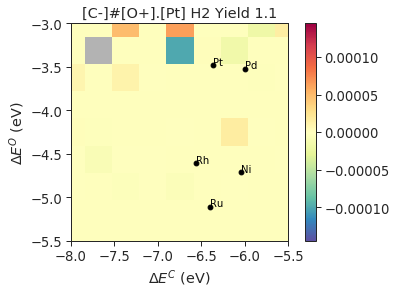 [C-]#[O+].[Pt] H2 Yield 1.1
−3.0
−3.5
−4.0
−4.5
−5.0
−5.5
ΔE^O (eV)
Pt
Pd
Rh
Ni
Ru
−8.0 −7.5 −7.0 −6.5 −6.0 −5.5
ΔE^C (eV)
0.00010
0.00005
0.00000
−0.00005
−0.00010